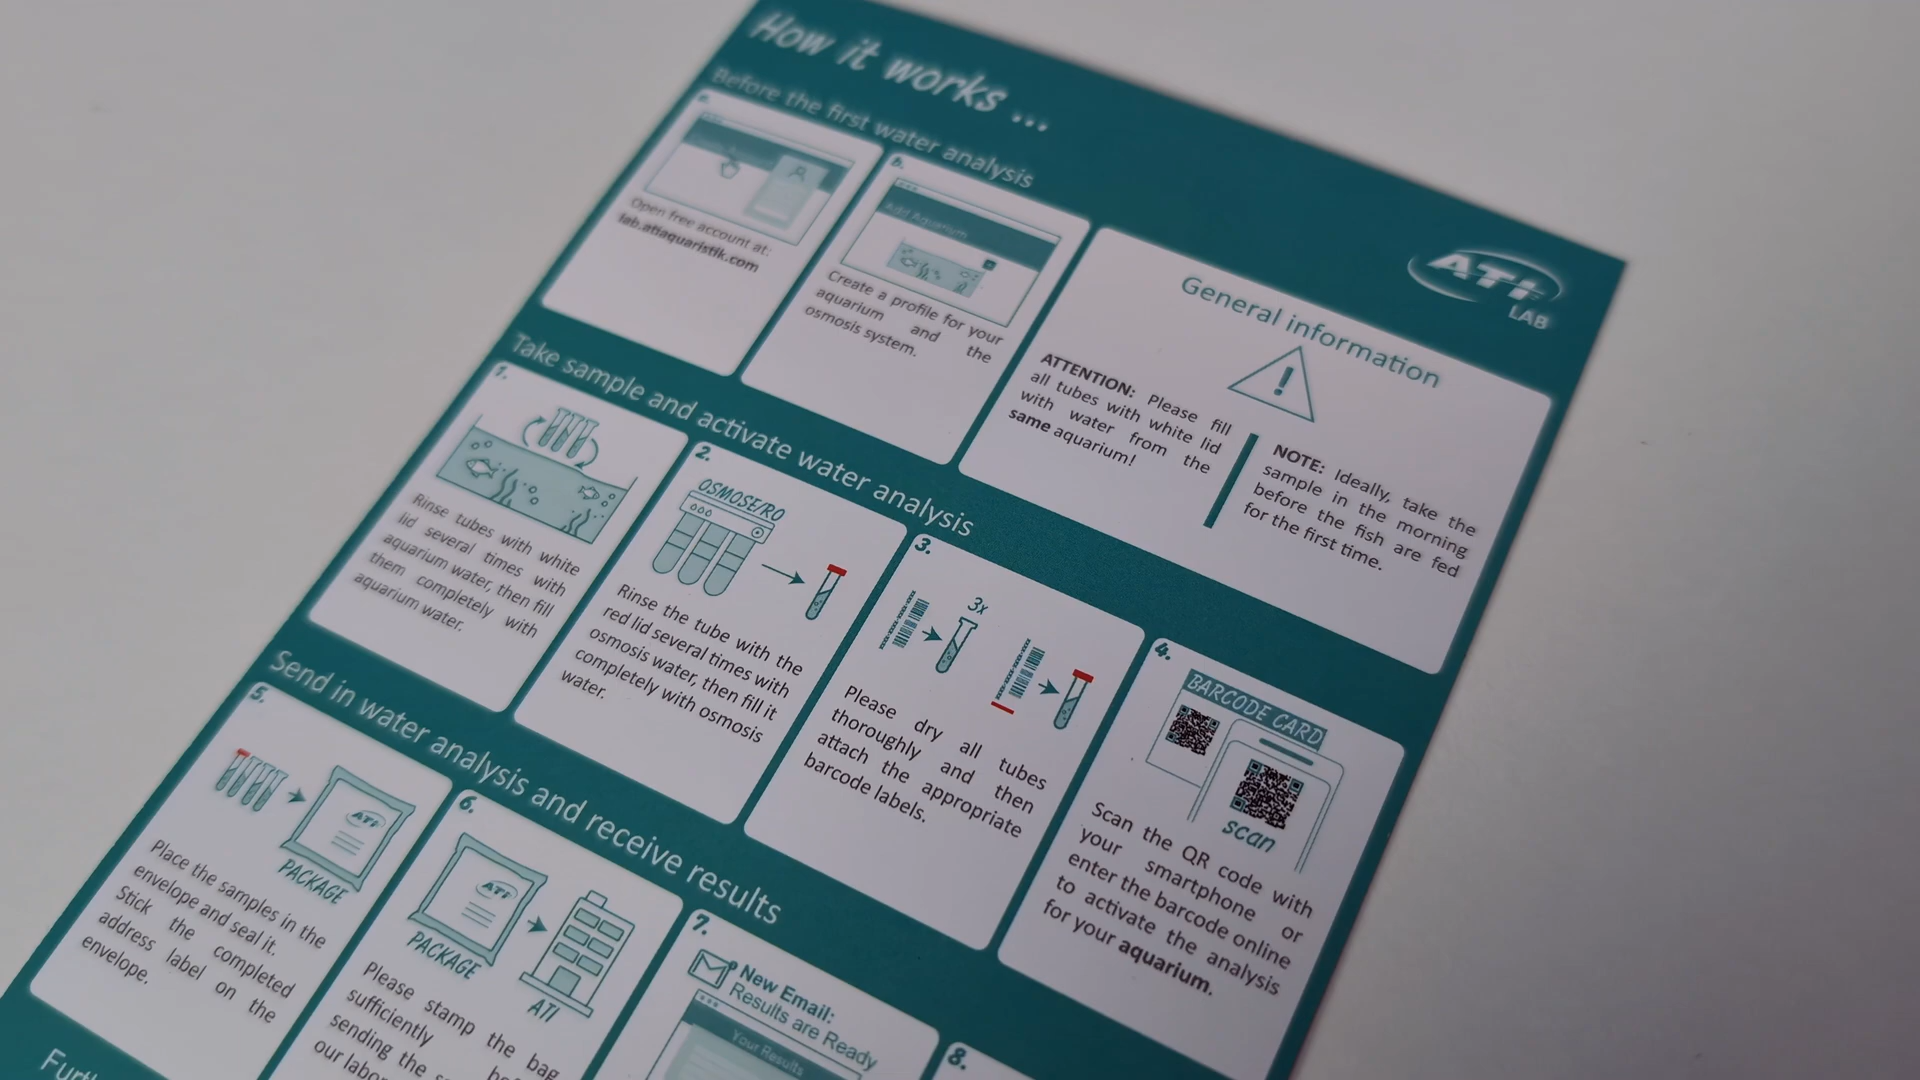 How it works ...
ATI
LAB
Before the first water analysis
a.
Open free account at:
lab.atiaquaristik.com
b.
Add Aquarium
Create a profile for your
aquarium and the
osmosis system.
General information
!
ATTENTION: Please fill
all tubes with white lid
with water from the
same aquarium!
NOTE: Ideally, take the
sample in the morning
before the fish are fed
for the first time.
Take sample and activate water analysis
1.
Rinse tubes with white
lid several times with
aquarium water, then fill
them completely with
aquarium water.
2.
OSMOSE/RO
Rinse the tube with the
red lid several times with
osmosis water, then fill it
completely with osmosis
water.
3.
3x
Please dry all tubes
thoroughly and then
attach the appropriate
barcode labels.
4.
BARCODE CARD
scan
Scan the QR code with
your smartphone or
enter the barcode online
to activate the analysis
for your aquarium.
Send in water analysis and receive results
5.
ATI
PACKAGE
Place the samples in the
envelope and seal it.
Stick the completed
address label on the
envelope.
6.
ATI
PACKAGE
ATI
Please stamp the bag
sufficiently
sending the
our
7.
New Email:
Results are Ready
Your Results
8.